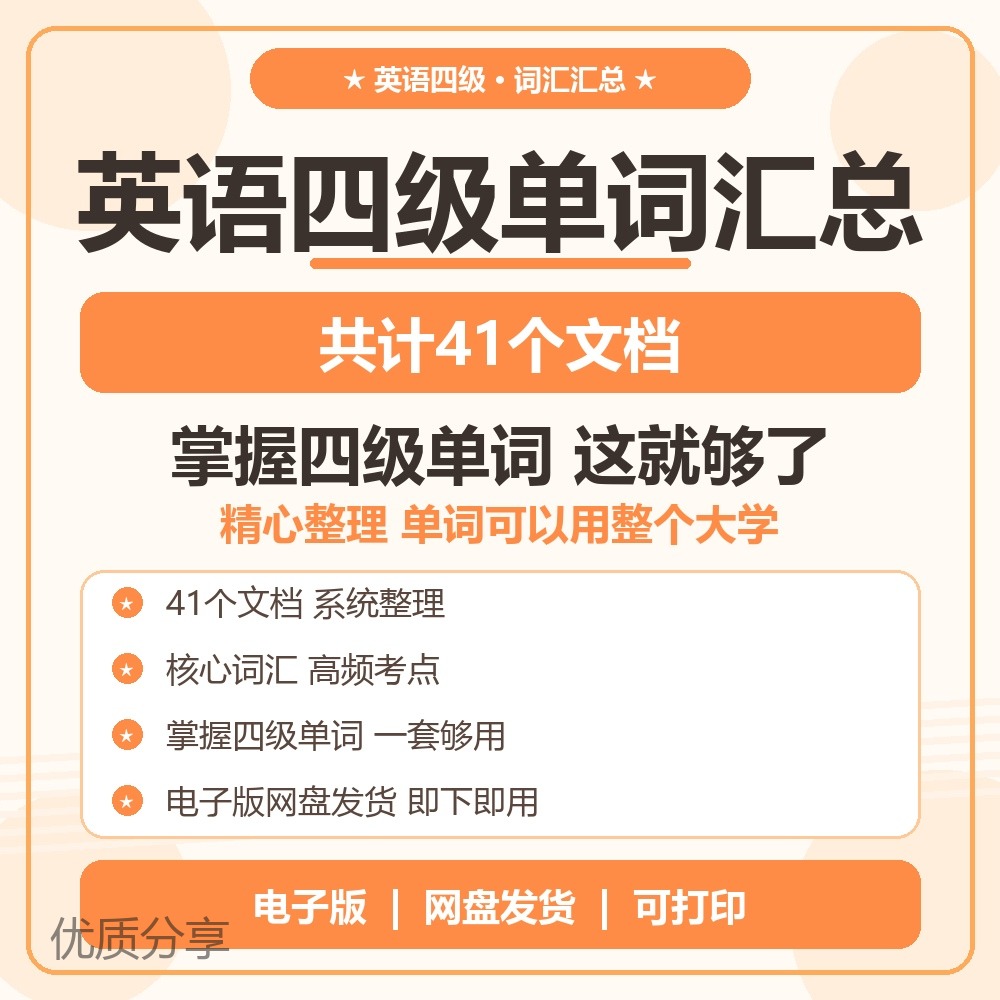 ★ 英语四级·词汇汇总 ★
英语四级单词汇总
共计41个文档
掌握四级单词 这就够了
精心整理 单词可以用整个大学
41个文档 系统整理
核心词汇 高频考点
掌握四级单词 一套够用
电子版网盘发货 即下即用
电子版 | 网盘发货 | 可打印
优质分享